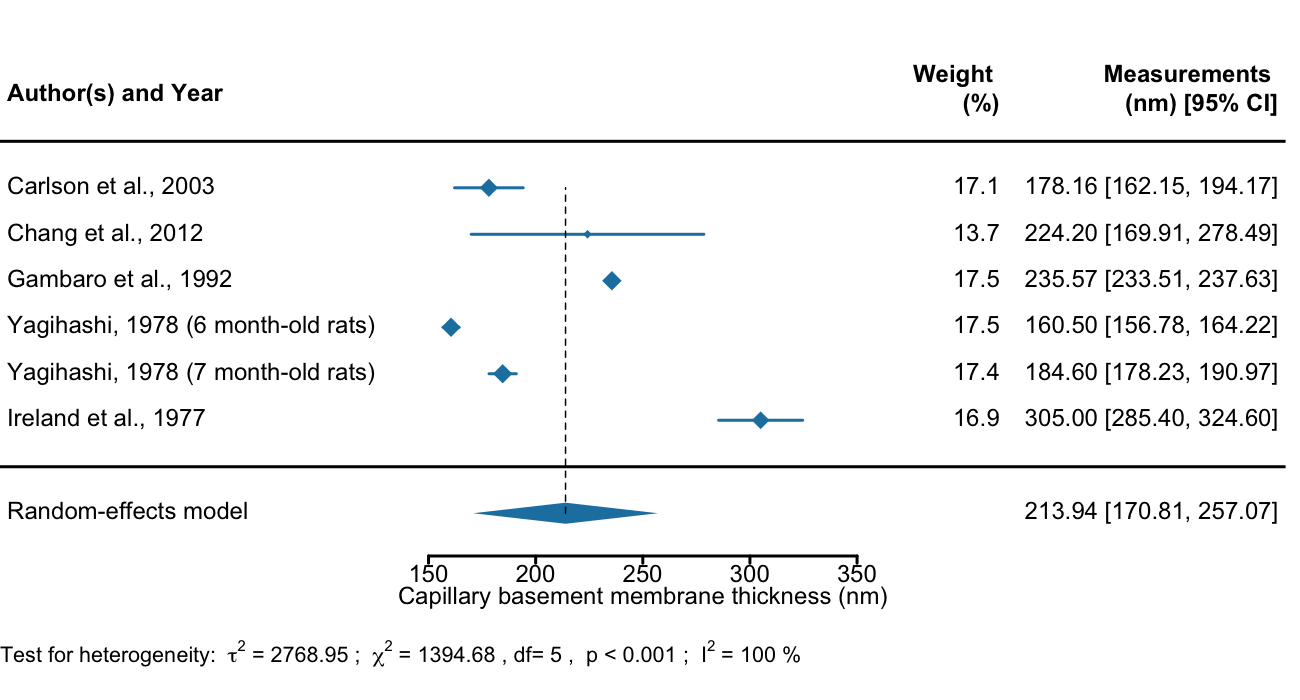 Author(s) and Year Weight (%) Measurements (nm) [95% CI]
Carlson et al., 2003 17.1 178.16 [162.15, 194.17]
Chang et al., 2012 13.7 224.20 [169.91, 278.49]
Gambaro et al., 1992 17.5 235.57 [233.51, 237.63]
Yagihashi, 1978 (6 month-old rats) 17.5 160.50 [156.78, 164.22]
Yagihashi, 1978 (7 month-old rats) 17.4 184.60 [178.23, 190.97]
Ireland et al., 1977 16.9 305.00 [285.40, 324.60]
Random-effects model 213.94 [170.81, 257.07]
150 200 250 300 350
Capillary basement membrane thickness (nm)
Test for heterogeneity: τ² = 2768.95 ; χ² = 1394.68 , df= 5 , p < 0.001 ; I² = 100 %